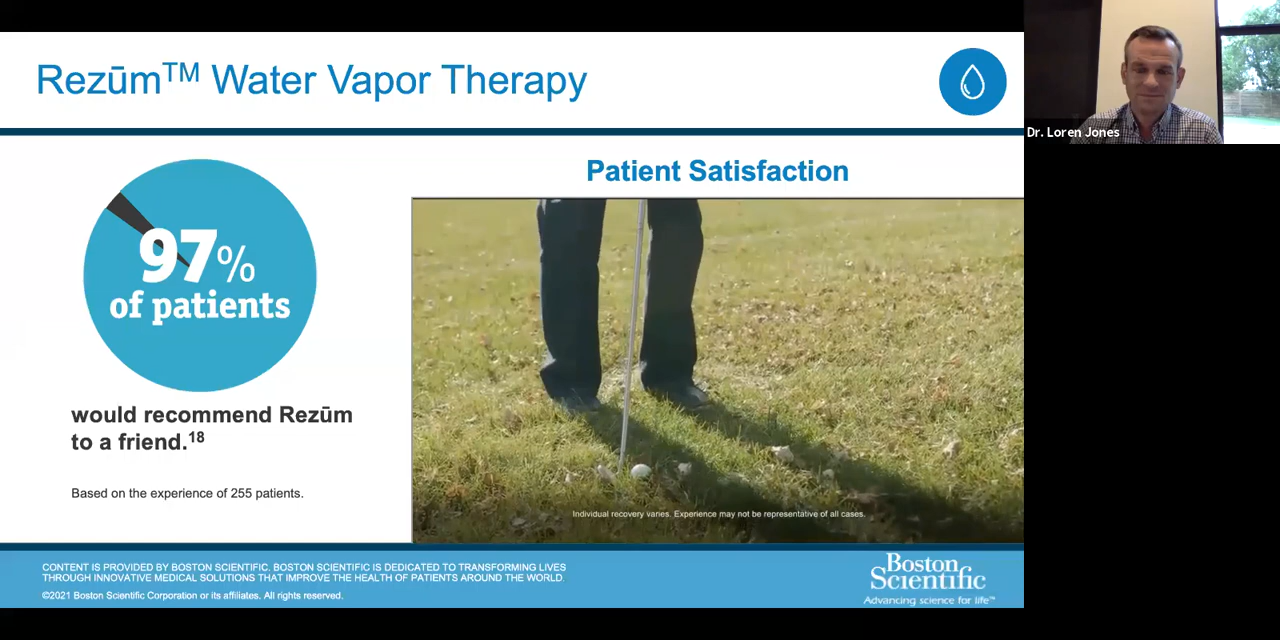 Rezūm™ Water Vapor Therapy
Dr. Loren Jones
Patient Satisfaction
97%
of patients
would recommend Rezūm
to a friend.18
Based on the experience of 255 patients.
Individual recovery varies. Experience may not be representative of all cases.
CONTENT IS PROVIDED BY BOSTON SCIENTIFIC. BOSTON SCIENTIFIC IS DEDICATED TO TRANSFORMING LIVES
THROUGH INNOVATIVE MEDICAL SOLUTIONS THAT IMPROVE THE HEALTH OF PATIENTS AROUND THE WORLD.
©2021 Boston Scientific Corporation or its affiliates. All rights reserved.
Boston
Scientific
Advancing science for life™